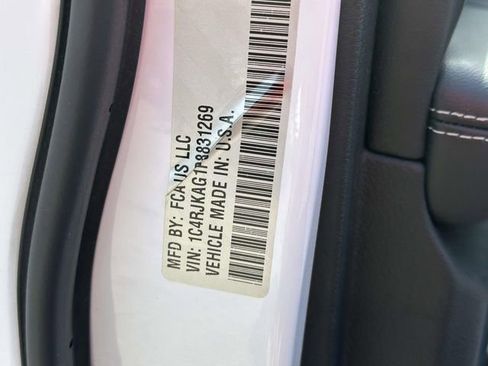 MFD BY: FCA US LLC
VIN: 1C4RJKAG1P8831269
VEHICLE MADE IN: U.S.A.